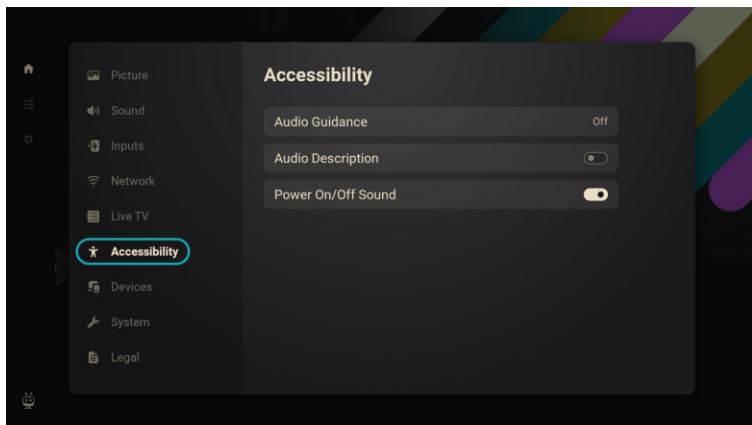 Picture
Sound
Inputs
Network
Live TV
Accessibility
Devices
System
Legal
Accessibility
Audio Guidance Off
Audio Description
Power On/Off Sound